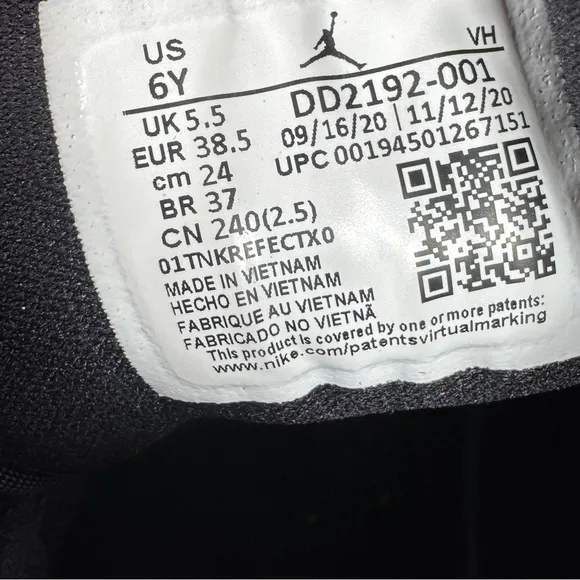 US
6Y
UK 5.5
EUR 38.5
cm 24
BR 37
CN 240(2.5)
01TNKREFECTX0
VH
DD2192-001
09/16/20 | 11/12/20
UPC 00194501267151
MADE IN VIETNAM
HECHO EN VIETNAM
FABRIQUE AU VIETNAM
FABRICADO NO VIETNÃ
This product is covered by one or more patents:
www.nike.com/patentsvirtualmarking